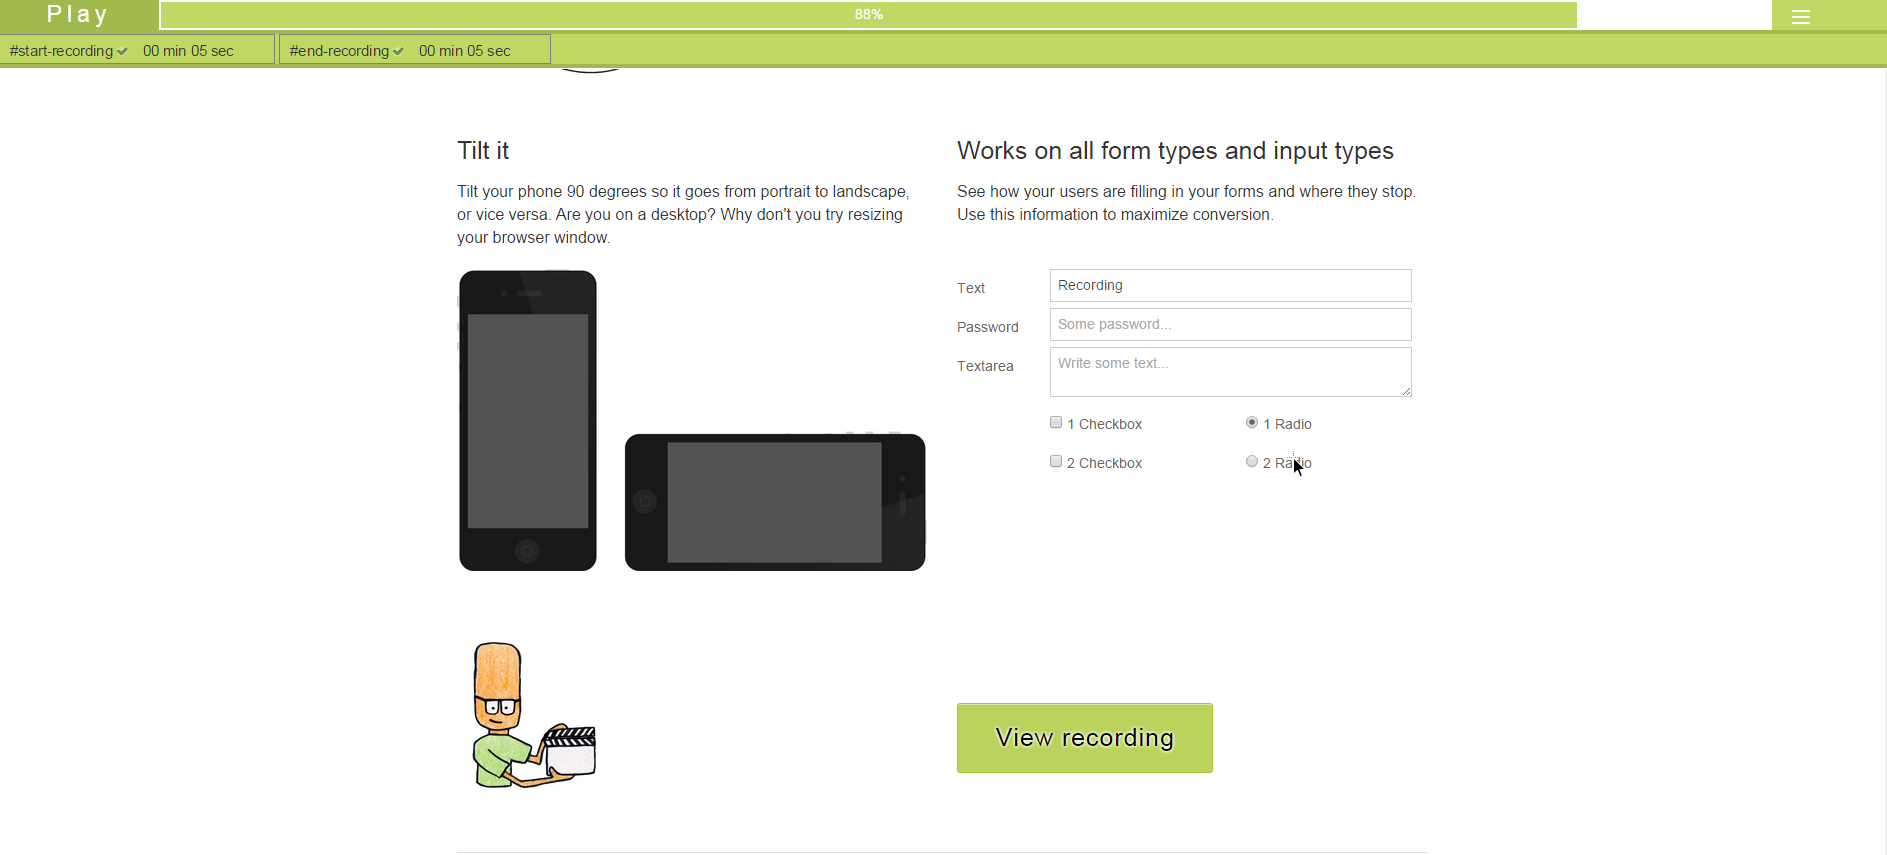 Play
88%
#start-recording 00 min 05 sec
#end-recording 00 min 05 sec
Tilt it
Tilt your phone 90 degrees so it goes from portrait to landscape,
or vice versa. Are you on a desktop? Why don't you try resizing
your browser window.
Works on all form types and input types
See how your users are filling in your forms and where they stop.
Use this information to maximize conversion.
Text
Recording
Password
Some password...
Textarea
Write some text...
1 Checkbox
1 Radio
2 Checkbox
2 Radio
View recording